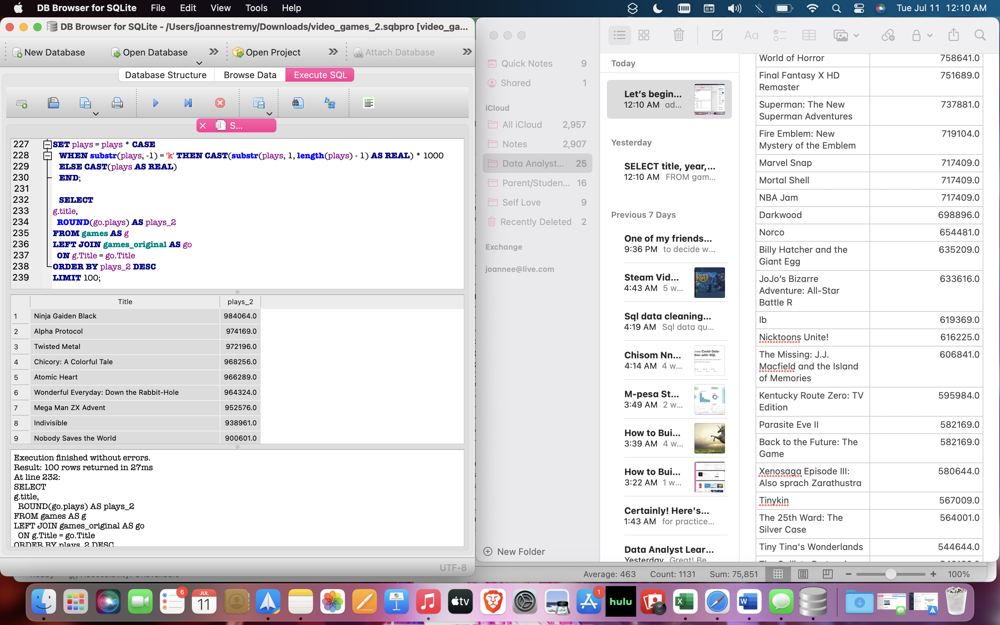 DB Browser for SQLite File Edit View Tools Help
Tue Jul 11 12:10 AM
DB Browser for SQLite - /Users/joannestremy/Downloads/video_games_2.sqbpro [video_ga...
New Database Open Database Open Project Attach Database
Database Structure Browse Data Execute SQL
S...
227 SET plays = plays * CASE
228 WHEN substr(plays, -1) = 'k' THEN CAST(substr(plays, 1, length(plays) - 1) AS REAL) * 1000
229 ELSE CAST(plays AS REAL)
230 END;
231
232 SELECT
233 g.title,
234 ROUND(go.plays) AS plays_2
235 FROM games AS g
236 LEFT JOIN games_original AS go
237 ON g.Title = go.Title
238 ORDER BY plays_2 DESC
239 LIMIT 100;
Title plays_2
1 Ninja Gaiden Black 984064.0
2 Alpha Protocol 974169.0
3 Twisted Metal 972196.0
4 Chicory: A Colorful Tale 968256.0
5 Atomic Heart 966289.0
6 Wonderful Everyday: Down the Rabbit-Hole 964324.0
7 Mega Man ZX Advent 952576.0
8 Indivisible 938961.0
9 Nobody Saves the World 900601.0
Execution finished without errors.
Result: 100 rows returned in 27ms
At line 232:
SELECT
g.title,
ROUND(go.plays) AS plays_2
FROM games AS g
LEFT JOIN games_original AS go
ON g.Title = go.Title
ORDER BY plays_2 DESC
UTF-8
Quick Notes 9
Shared 1
iCloud
All iCloud 2,957
Notes 2,907
Data Analyst... 25
Parent/Studen... 16
Self Love 9
Recently Deleted 2
Exchange
joannee@live.com
New Folder
Today
Let's begin...
12:10 AM ad...
Yesterday
SELECT title, year,...
12:10 AM FROM gam...
Previous 7 Days
One of my friends...
9:36 PM to decide w...
Steam Vid...
4:43 AM 5 w...
Sql data cleaning...
4:19 AM Sql data qu...
Chisom Nn...
4:14 AM 4 w...
M-pesa St...
3:49 AM 2 w...
How to Bui...
3:39 AM 4 w...
How to Bui...
3:22 AM 1 w...
Certainly! Here's...
1:43 AM for practice...
Data Analyst Lear...
Yesterday Great! Be
World of Horror 758641.0
Final Fantasy X HD 751689.0
Remaster
Superman: The New 737881.0
Superman Adventures
Fire Emblem: New 719104.0
Mystery of the Emblem
Marvel Snap 717409.0
Mortal Shell 717409.0
NBA Jam 717409.0
Darkwood 698896.0
Norco 654481.0
Billy Hatcher and the 635209.0
Giant Egg
JoJo's Bizarre 633616.0
Adventure: All-Star
Battle R
Ib 619369.0
Nicktoons Unite! 616225.0
The Missing: J.J. 606841.0
Macfield and the Island
of Memories
Kentucky Route Zero: TV 595984.0
Edition
Parasite Eve II 582169.0
Back to the Future: The 582169.0
Game
Xenosaga Episode III: 580644.0
Also sprach Zarathustra
Tinykin 567009.0
The 25th Ward: The 564001.0
Silver Case
Tiny Tina's Wonderlands 544644.0
Average: 463 Count: 1131 Sum: 75,851 100%
6
JUL
11
tv
1
hulu